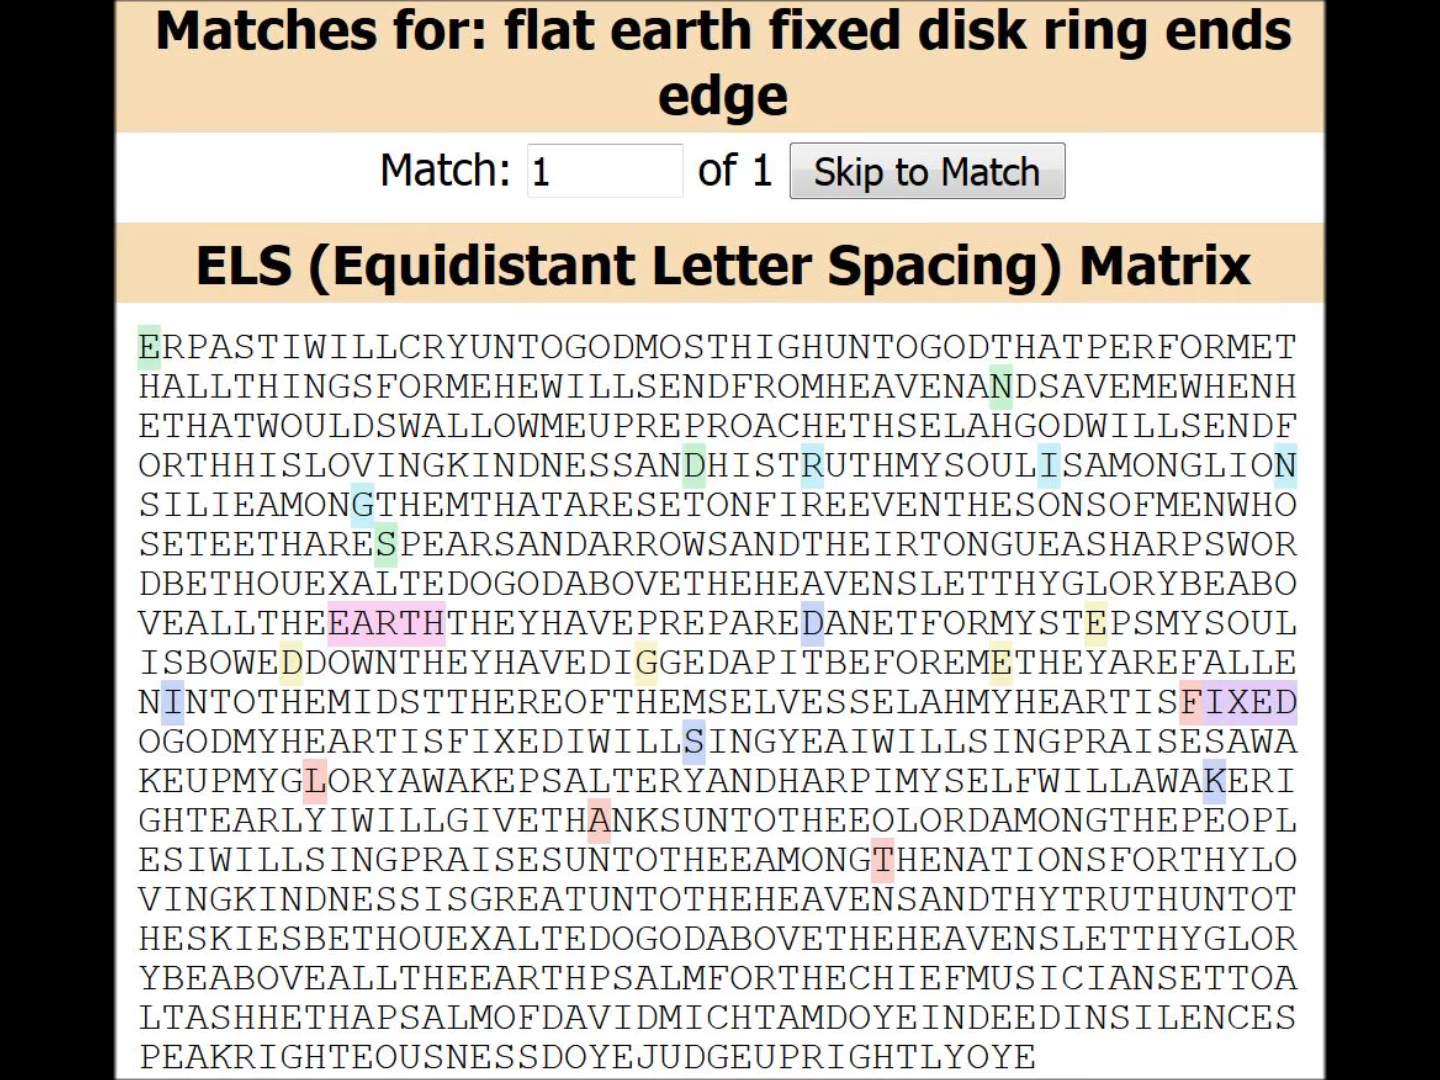 Matches for: flat earth fixed disk ring ends
edge
Match: 1 of 1 Skip to Match
ELS (Equidistant Letter Spacing) Matrix
ERPASTIWILLCRYUNTOGODMOSTHIGHUNTOGODTHATPERFORMET
HALLTHINGSFORMEHEWILLSENDFROMHEAVENANDSAVEMEWHENH
ETHATWOULDSWALLOWMEUPREPROACHETHSELAHGODWILLSENDF
ORTHHISLOVINGKINDNESSANDHISTRUTHMYSOULISAMONGLION
SILIEAMONGTHEMTHATARESETONFIREEVENTHESONSOFMENWHO
SETEETHARESPEARSANDARROWSANDTHEIRTONGUEASHARPSWOR
DBETHOUEXALTEDOGODABOVETHEHEAVENSLETTHYGLORYBEABO
VEALLTHEEARTHTHEYHAVEPREPAREDANETFORMYSTEPSMYSOUL
ISBOWEDDOWNTHEYHAVEDIGGEDAPITBEFOREMETHEYAREFALLE
NINTOTHEMIDSTTHEREOFTHEMSELVESSELAHMYHEARTISFIXED
OGODMYHEARTISFIXEDIWILLSINGYEAIWILLSINGPRAISESAWA
KEUPMYGLORYAWAKEPSALTERYANDHARPIMYSELFWILLAWAKERI
GHTEARLYIWILLGIVETHANKSUNTOTHEEOLORDAMONGTHEPEOPL
ESIWILLSINGPRAISESUNTOTHEEAMONGTHENATIONSFORTHYLO
VINGKINDNESSISGREATUNTOTHEHEAVENSANDTHYTRUTHUNTOT
HESKIESBETHOUEXALTEDOGODABOVETHEHEAVENSLETTHYGLOR
YBEABOVEALLTHEEARTHPSALMFORTHECHIEFMUSICIANSETTOA
LTASHHETHAPSALMOFDAVIDMICHTAMDOYEINDEEDINSILENCES
PEAKRIGHTEOUSNESSDOYEJUDGEUPRIGHTLYOYE